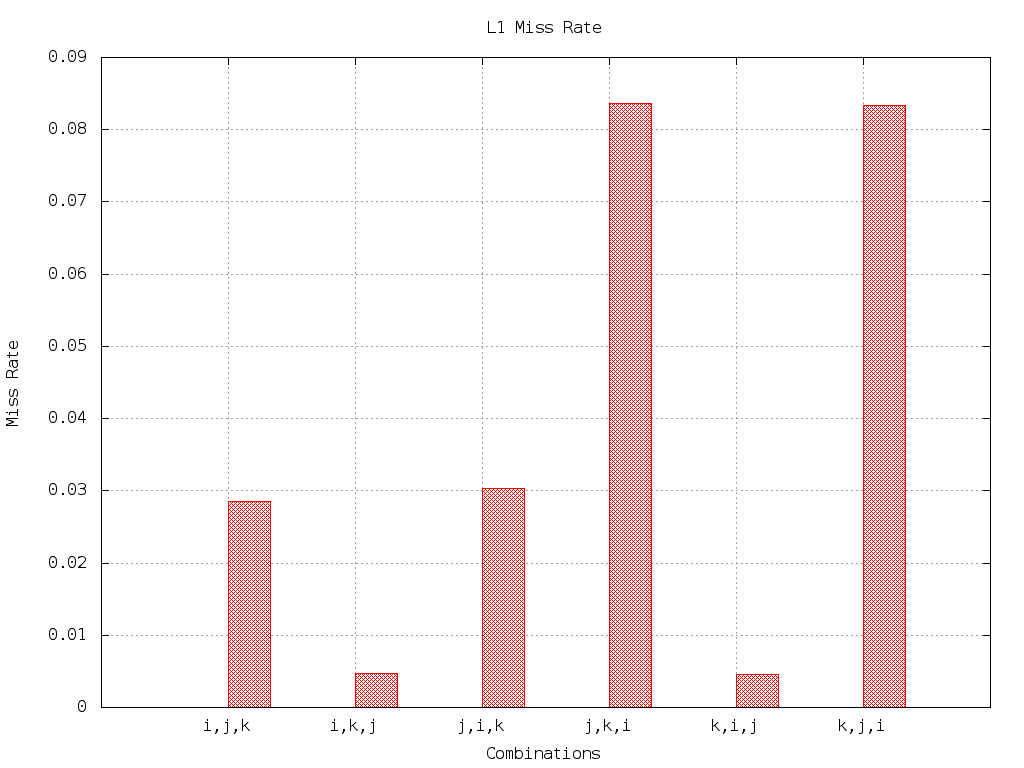 L1 Miss Rate
0.09
0.08
0.07
0.06
0.05
0.04
0.03
0.02
0.01
0
Miss Rate
i,j,k i,k,j j,i,k j,k,i k,i,j k,j,i
Combinations